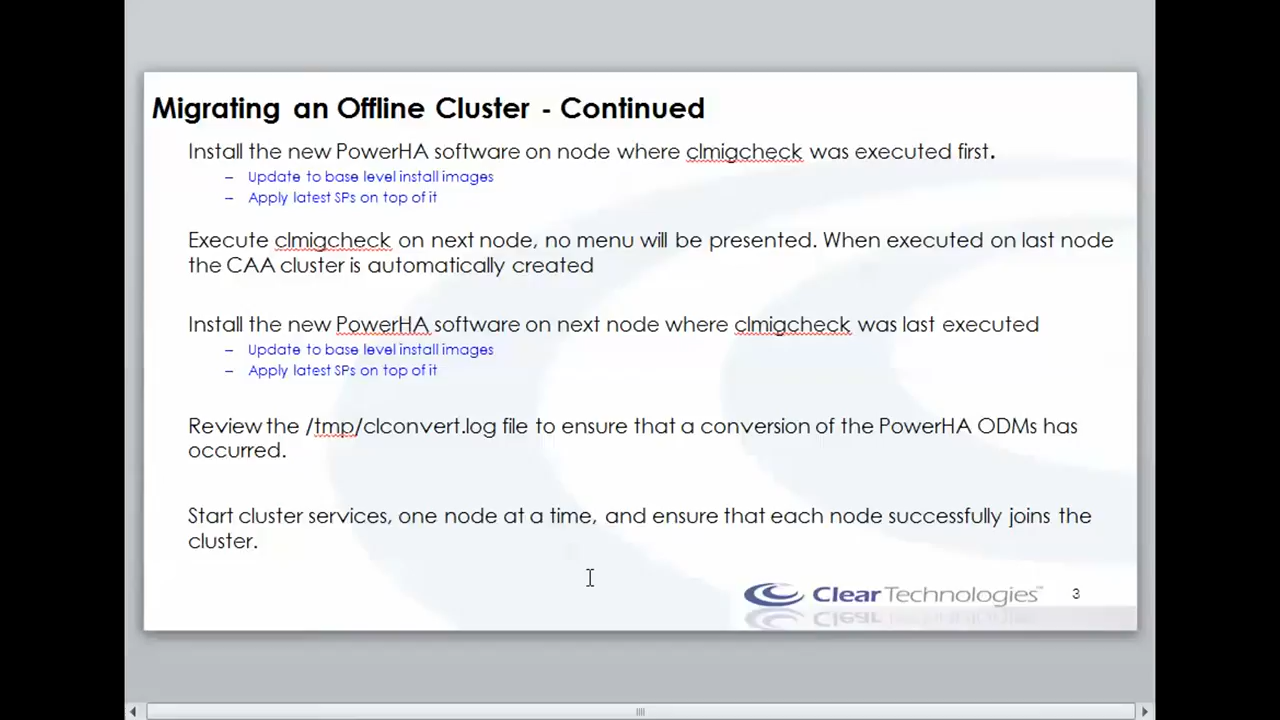 Migrating an Offline Cluster - Continued
Install the new PowerHA software on node where clmigcheck was executed first.
– Update to base level install images
– Apply latest SPs on top of it
Execute clmigcheck on next node, no menu will be presented. When executed on last node
the CAA cluster is automatically created
Install the new PowerHA software on next node where clmigcheck was last executed
– Update to base level install images
– Apply latest SPs on top of it
Review the /tmp/clconvert.log file to ensure that a conversion of the PowerHA ODMs has
occurred.
Start cluster services, one node at a time, and ensure that each node successfully joins the
cluster.
Clear Technologies™ 3